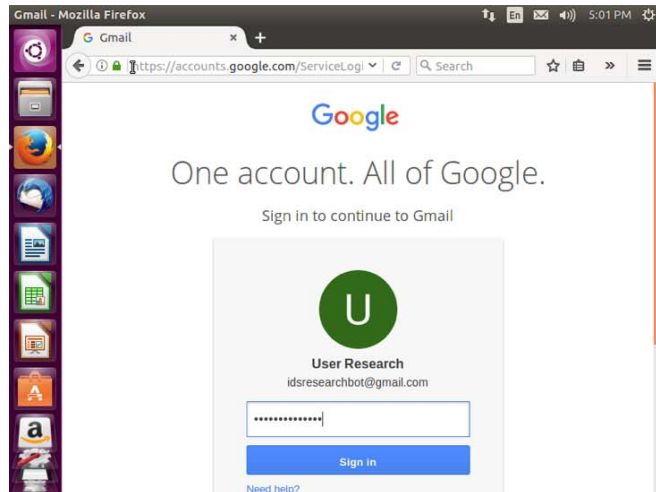 Gmail - Mozilla Firefox
En
5:01 PM
G Gmail
https://accounts.google.com/ServiceLogi
Search
Google
One account. All of Google.
Sign in to continue to Gmail
U
User Research
idsresearchbot@gmail.com
••••••••••••••
Sign in
Need help?
A
a